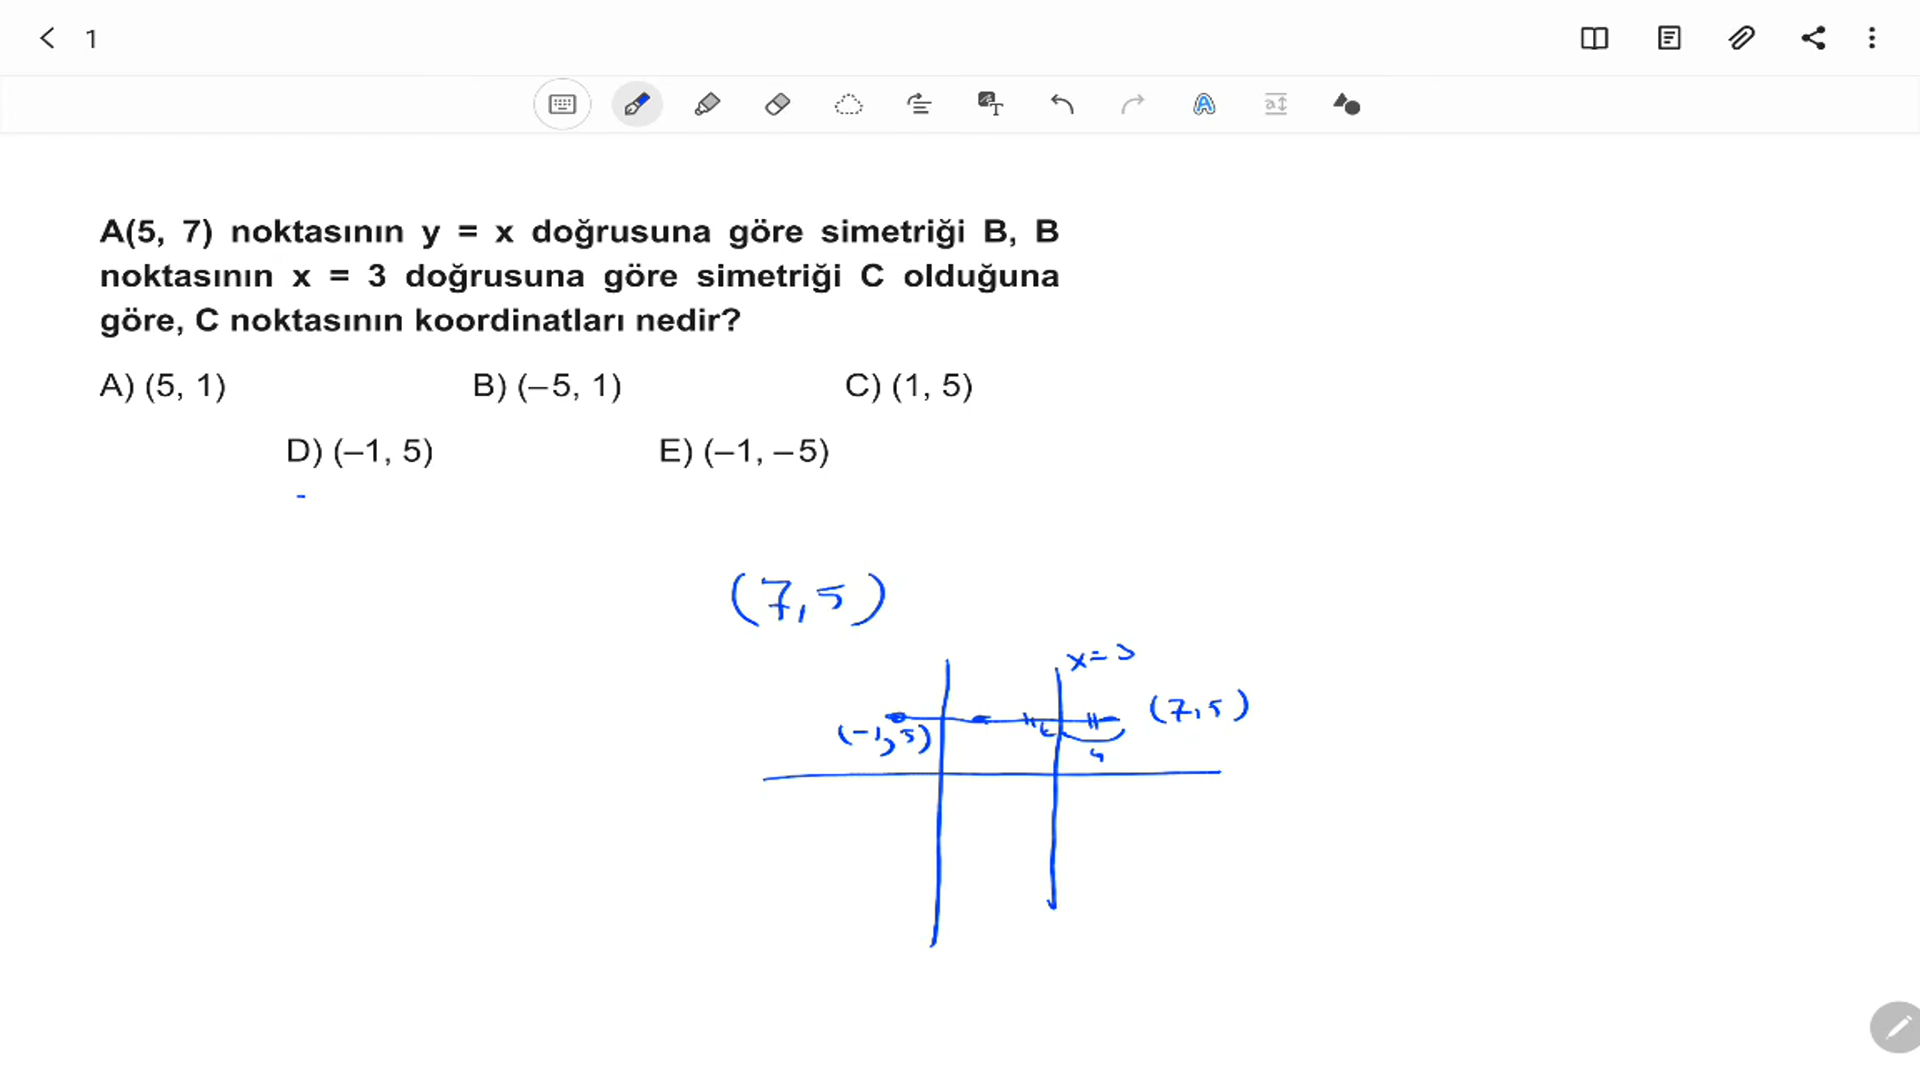 1
A(5, 7) noktasının y = x doğrusuna göre simetriği B, B
noktasının x = 3 doğrusuna göre simetriği C olduğuna
göre, C noktasının koordinatları nedir?
A) (5, 1) B) (–5, 1) C) (1, 5)
D) (–1, 5) E) (–1, –5)
(7,5)
x=3
(7,5)
(-1,5)
4